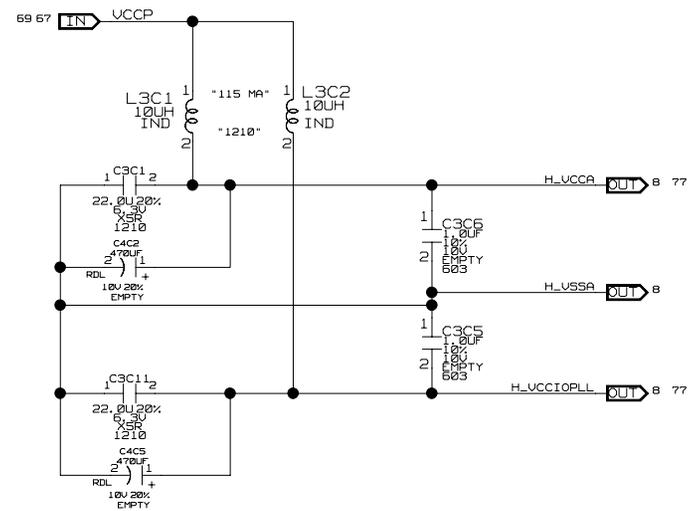 69 67 IN VCCP
L3C1
10UH
IND
1
2
"115 MA"
"1210"
1
2
L3C2
10UH
IND
C3C1
1 2
22.0U 20%
6.3V
X5R
1210
C4C2
470UF
2 1
RDL +
10V 20%
EMPTY
H_VCCA OUT 8 77
1
2
C3C6
1.0UF
10%
10V
EMPTY
603
H_VSSA OUT 8
1
2
C3C5
1.0UF
10%
10V
EMPTY
603
C3C11
1 2
22.0U 20%
6.3V
X5R
1210
H_VCCIOPLL OUT 8 77
C4C5
470UF
2 1
RDL +
10V 20%
EMPTY